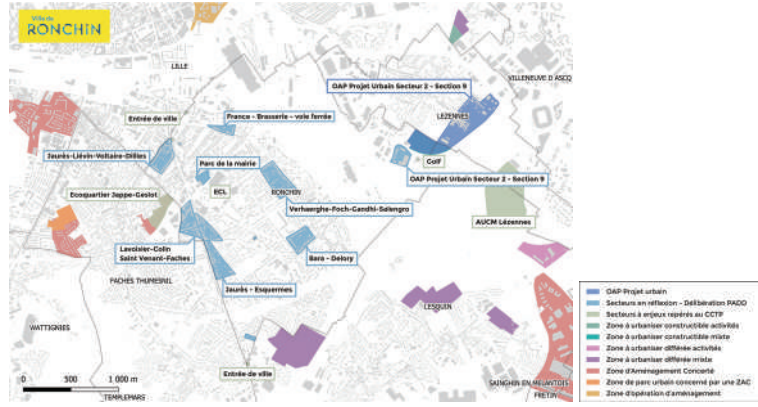 Ville de
RONCHIN
LILLE
VILLENEUVE D ASCQ
OAP Projet Urbain Secteur 2 - Section 9
LEZENNES
Entrée de ville
France - Brasserie - voie ferrée
Jaurès-Liévin-Voltaire-Dillies
Parc de la mairie
Golf
OAP Projet Urbain Secteur 2 - Section 9
Ecoquartier Jappe-Geslot
ECL
RONCHIN
Verhaerghe-Foch-Gandhi-Salengro
AUCM Lézennes
Lavoisier-Colin
Saint Venant-Faches
Bara - Delory
FACHES THUMESNIL
Jaurès - Esquermes
LESQUIN
WATTIGNIES
Entrée de ville
0 500 1 000 m
TEMPLEMARS
SAINGHIN EN MELANTOIS
FRETIN
OAP Projet urbain
Secteurs en réflexion - Délibération PADD
Secteurs à enjeux repérés au CCTP
Zone à urbaniser constructible activités
Zone à urbaniser constructible mixte
Zone à urbaniser différée activités
Zone à urbaniser différée mixte
Zone d'Aménagement Concerté
Zone de parc urbain concerné par une ZAC
Zone d'opération d'aménagement